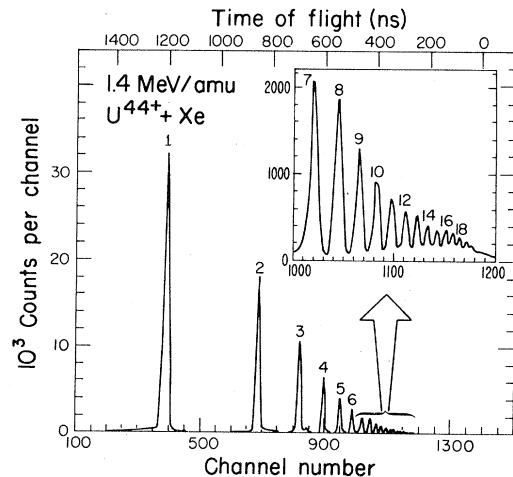 Time of flight (ns)
1400 1200 1000 800 600 400 200 0
1.4 MeV/amu
U44+ + Xe
10³ Counts per channel
30
20
10
0
1
2
3
4
5
6
2000
1000
0
7
8
9
10
12
14
16
18
1000 1100 1200
100 500 900 1300
Channel number